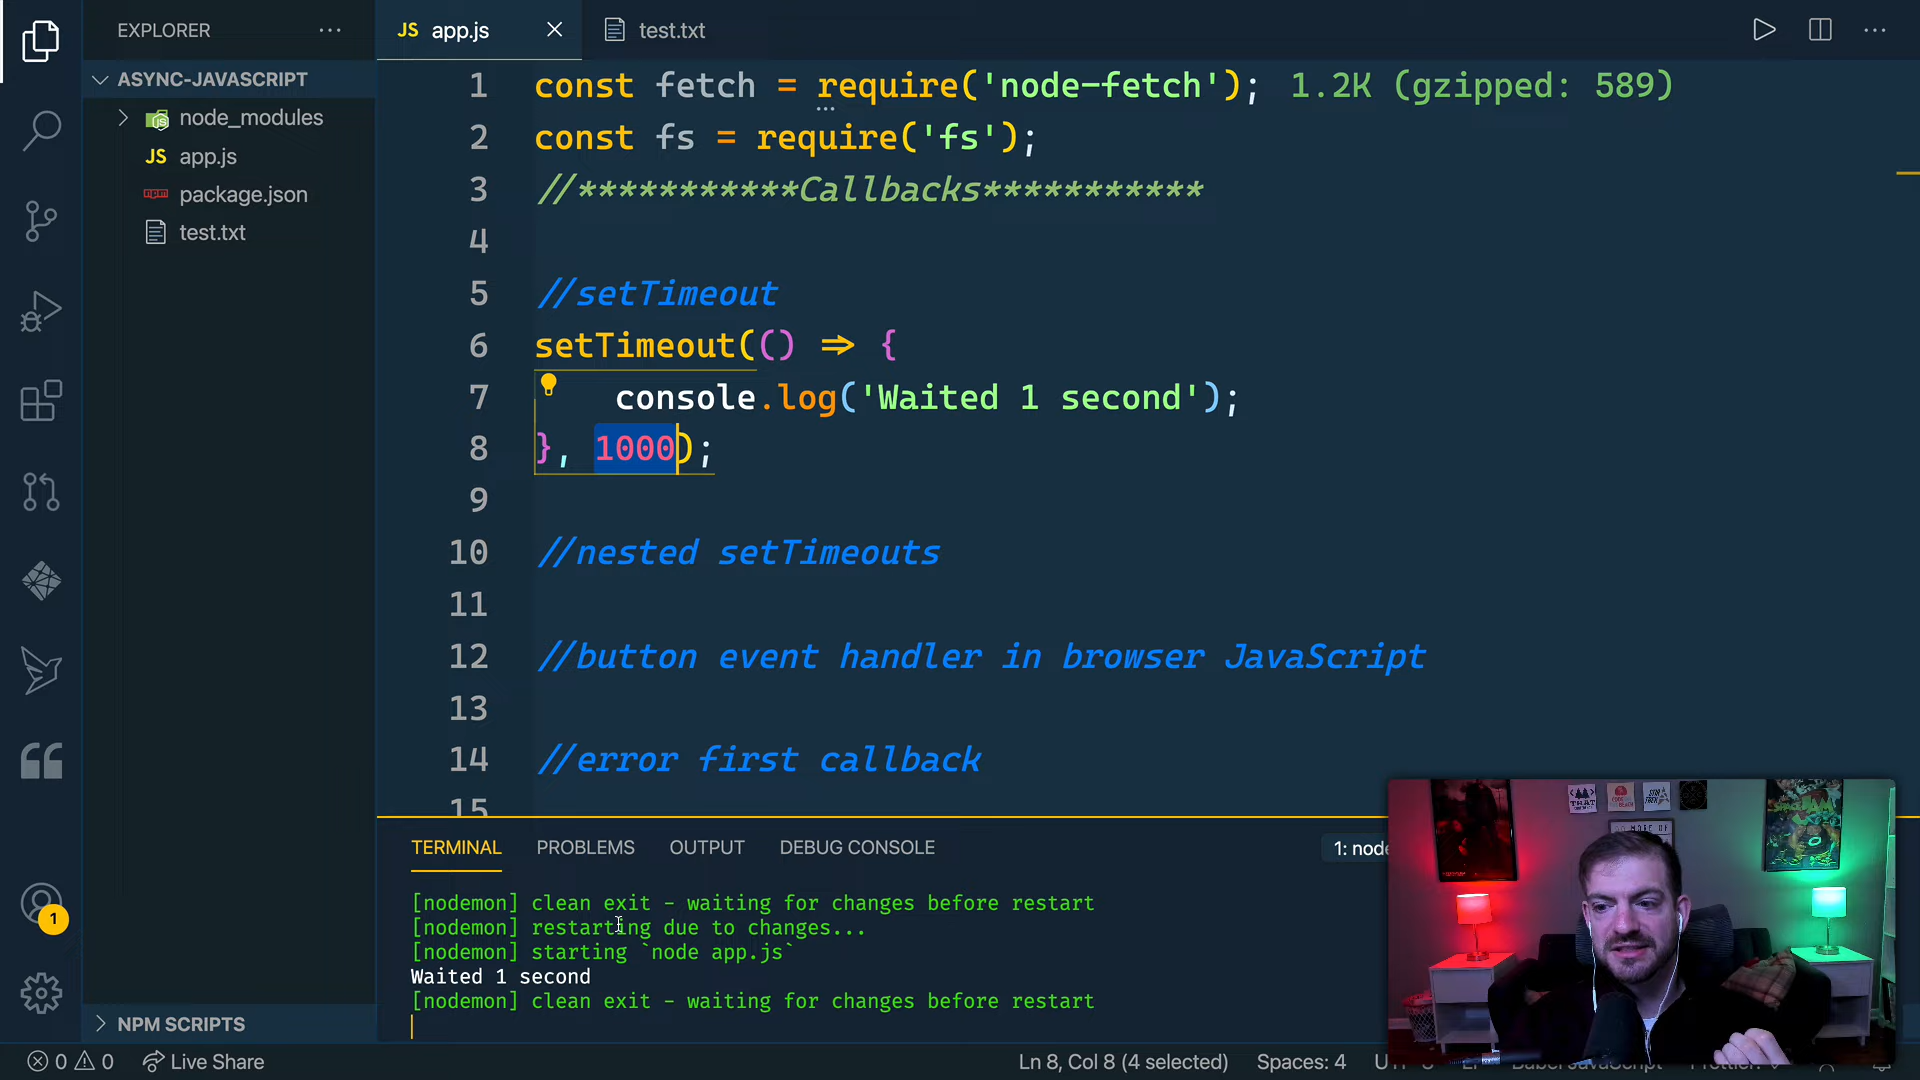 EXPLORER
ASYNC-JAVASCRIPT
node_modules
JS app.js
package.json
test.txt
NPM SCRIPTS
JS app.js
test.txt
1 const fetch = require('node-fetch'); 1.2K (gzipped: 589)
2 const fs = require('fs');
3 //***********Callbacks***********
4
5 //setTimeout
6 setTimeout(() => {
7 console.log('Waited 1 second');
8 }, 1000);
9
10 //nested setTimeouts
11
12 //button event handler in browser JavaScript
13
14 //error first callback
15
TERMINAL PROBLEMS OUTPUT DEBUG CONSOLE 1: node
[nodemon] clean exit - waiting for changes before restart
[nodemon] restarting due to changes...
[nodemon] starting `node app.js`
Waited 1 second
[nodemon] clean exit - waiting for changes before restart
1
0 0 Live Share Ln 8, Col 8 (4 selected) Spaces: 4